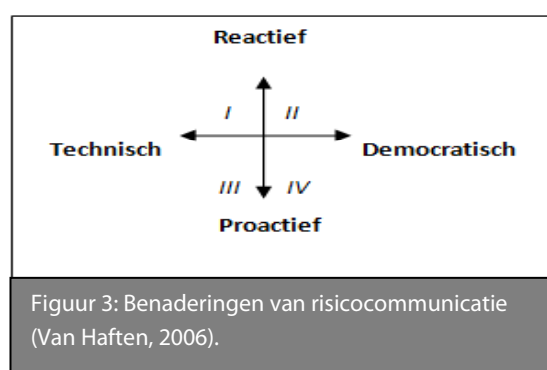 Reactief
I II
Technisch Democratisch
III IV
Proactief
Figuur 3: Benaderingen van risicocommunicatie
(Van Haften, 2006).